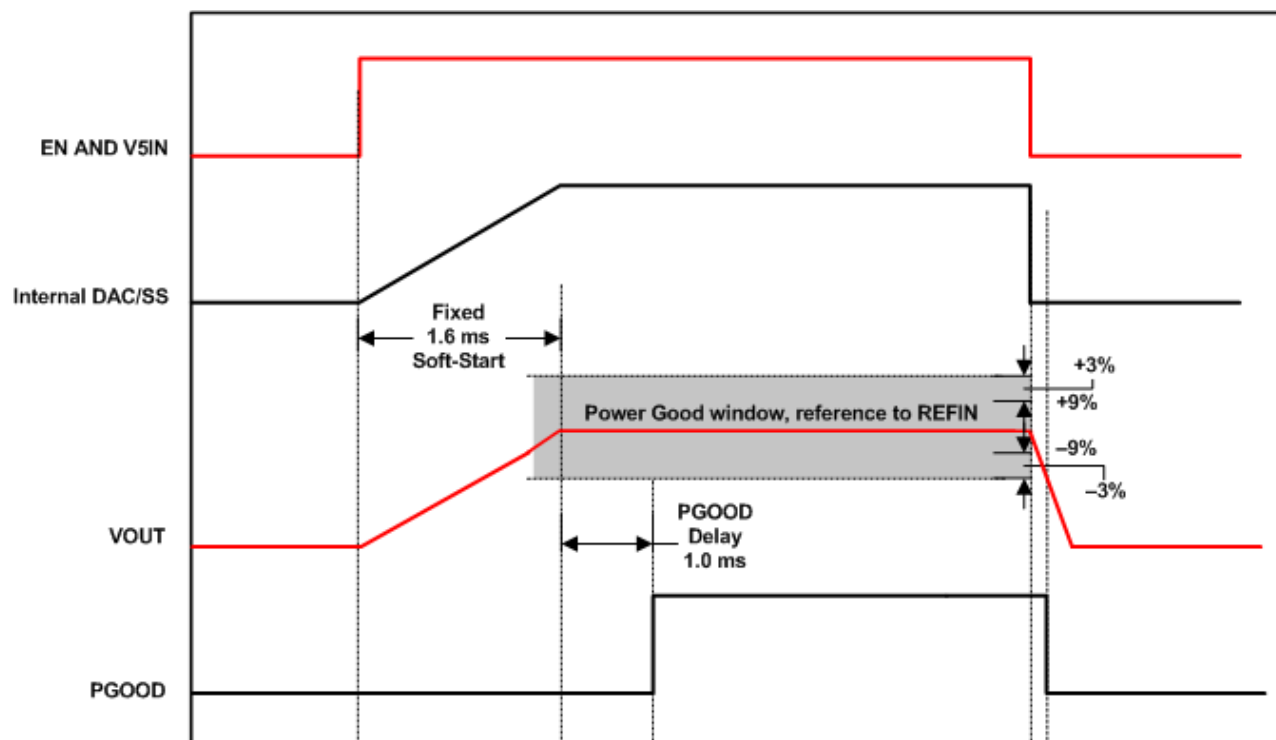 EN AND V5IN
Internal DAC/SS
Fixed
1.6 ms
Soft-Start
+3%
+9%
Power Good window, reference to REFIN
–9%
–3%
VOUT
PGOOD
Delay
1.0 ms
PGOOD